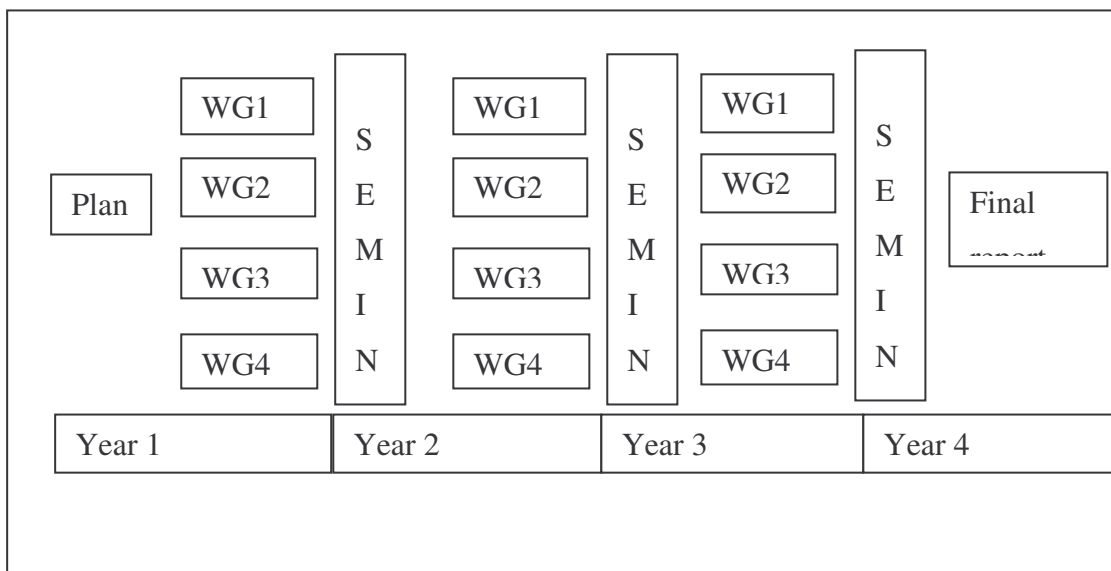 Plan
WG1
WG2
WG3
WG4
S
E
M
I
N
WG1
WG2
WG3
WG4
S
E
M
I
N
WG1
WG2
WG3
WG4
S
E
M
I
N
Final
report
Year 1
Year 2
Year 3
Year 4